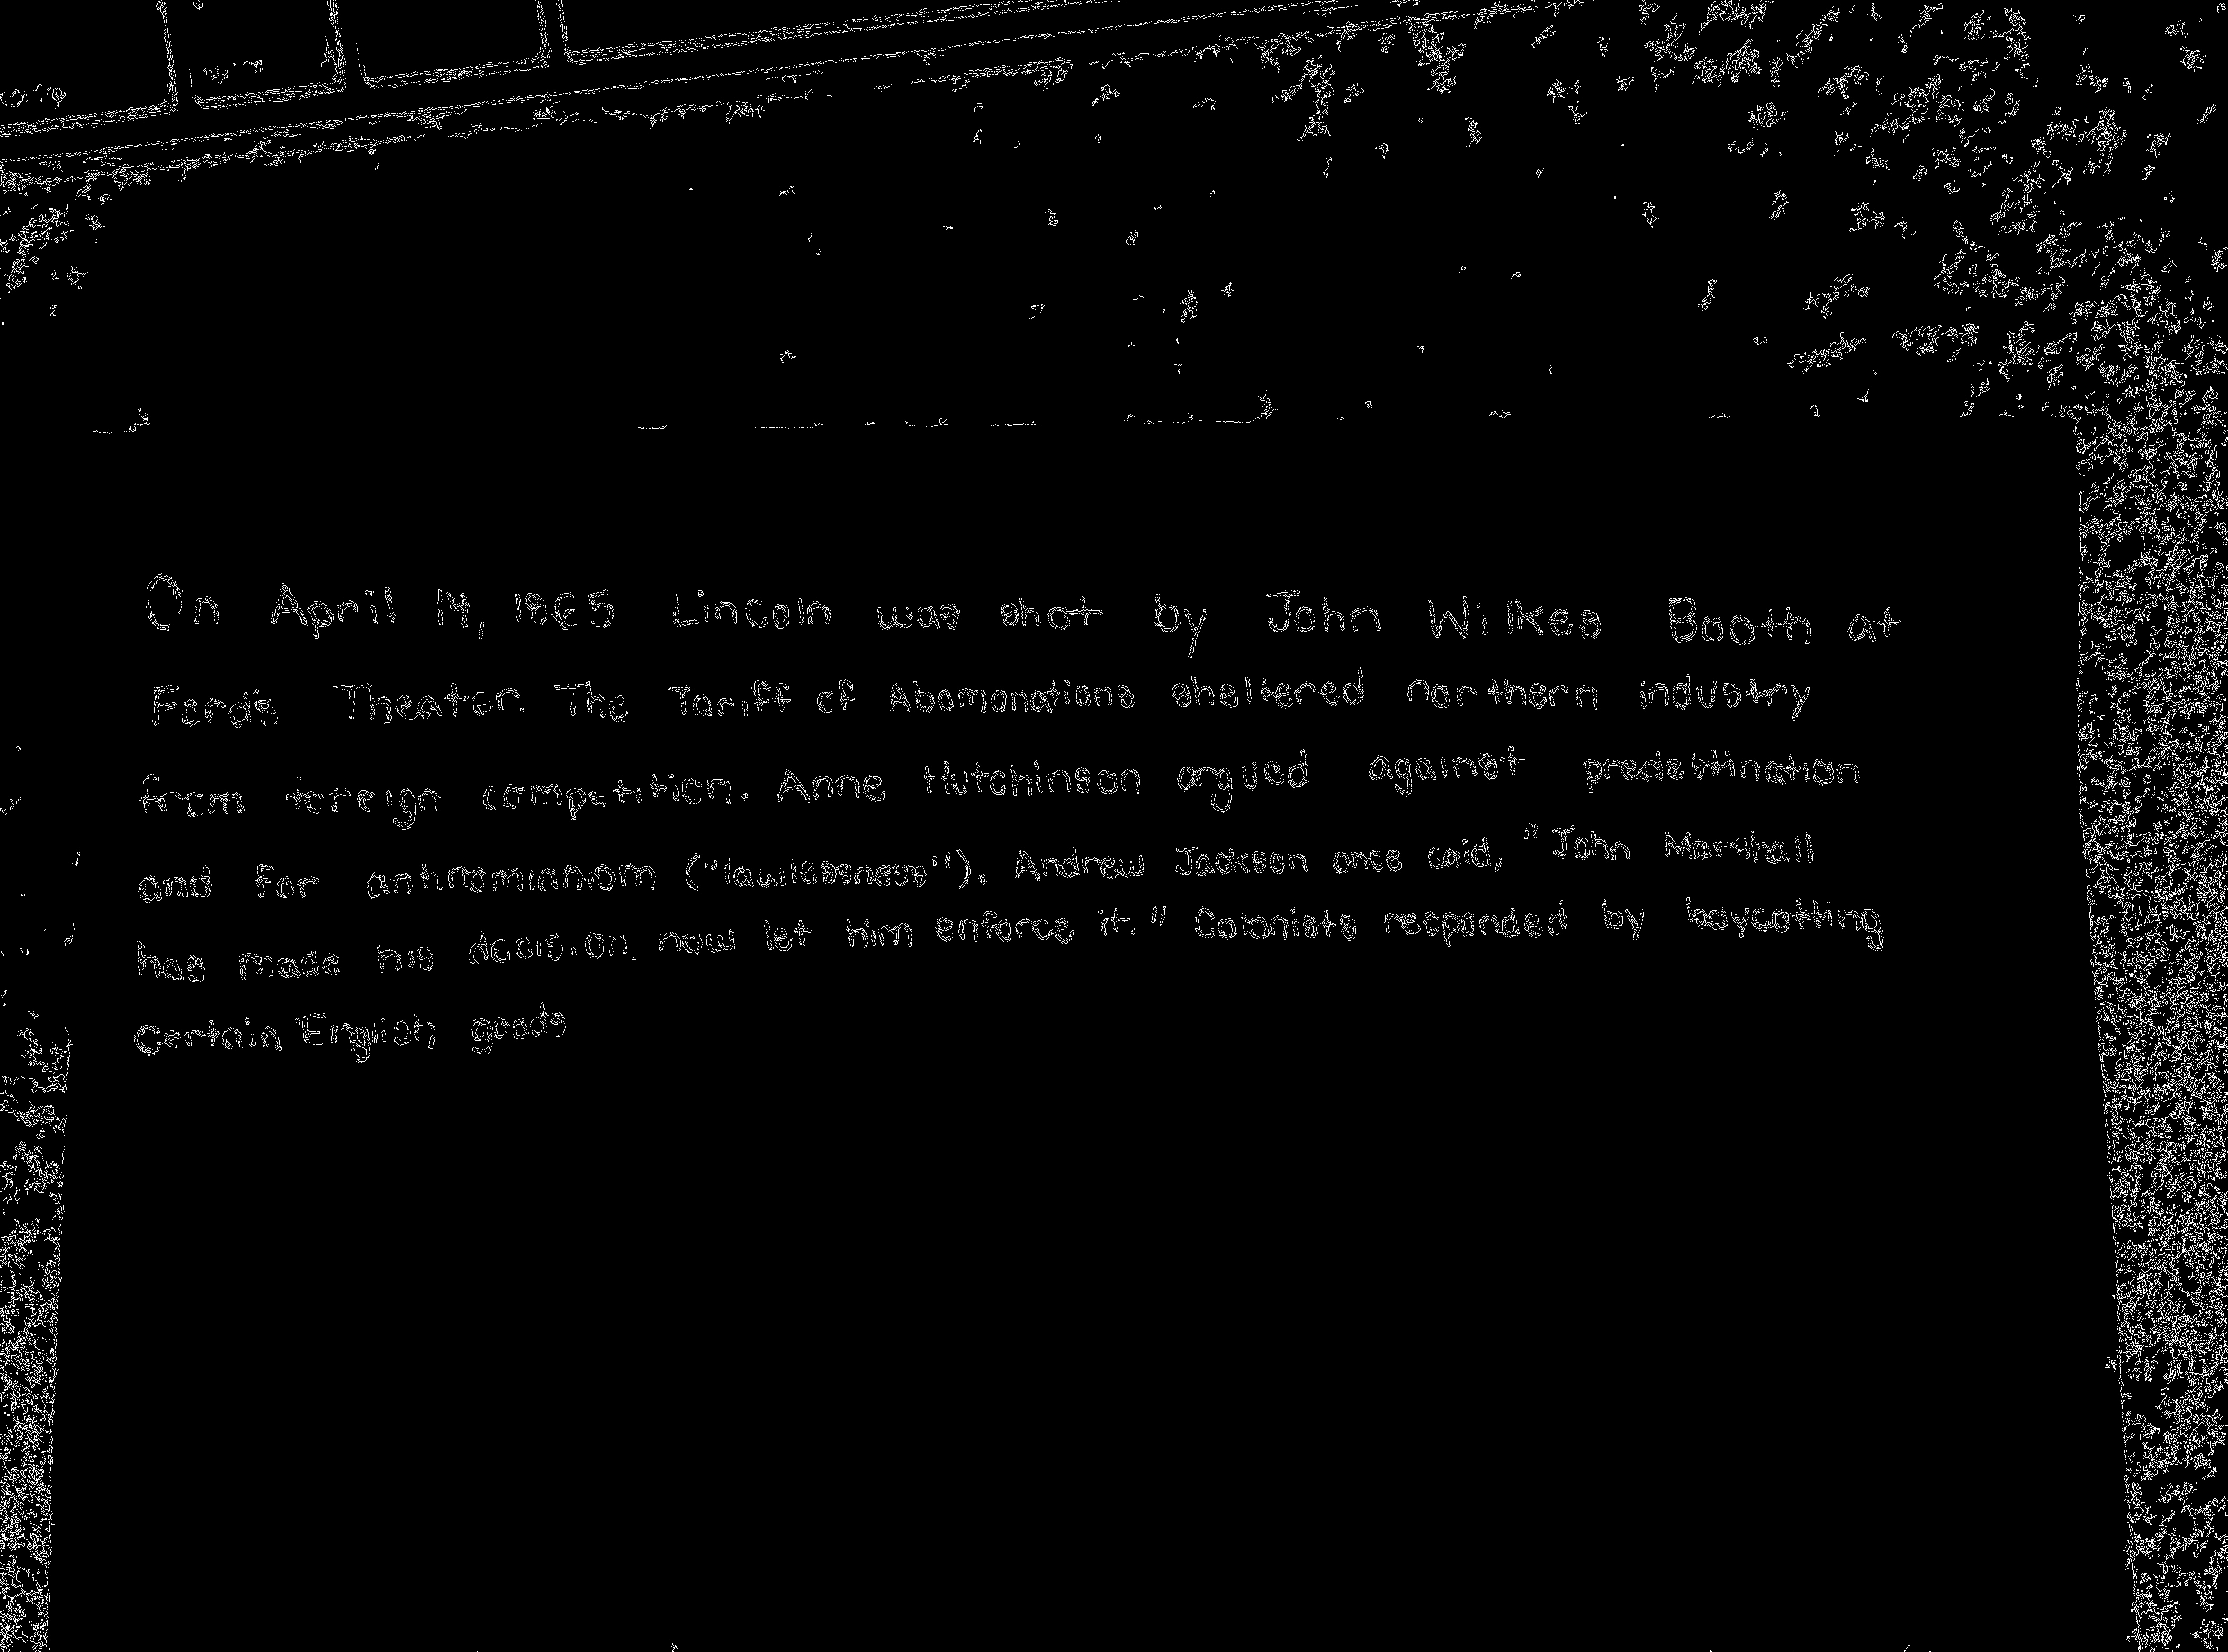 On April 14, 1865 Lincoln was shot by John Wilkes Booth at
Ford's Theater. The Tariff of Abomonations sheltered northern industry
from foreign competition. Anne Hutchinson argued against predestination
and for antinomianism ("lawlessness"). Andrew Jackson once said, "John Marshall
has made his decision, now let him enforce it." Colonists responded by boycotting
Certain English goods